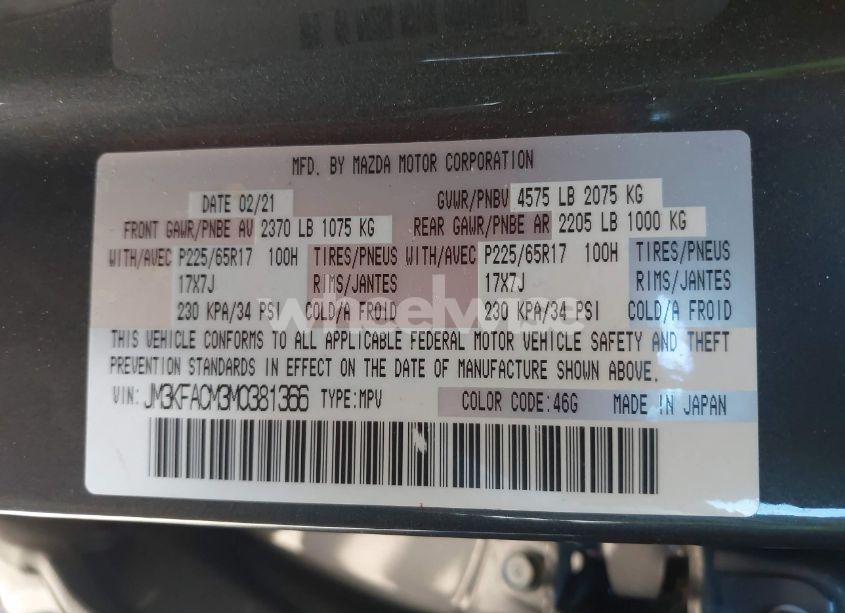 MFD. BY MAZDA MOTOR CORPORATION
DATE 02/21 GVWR/PNBV 4575 LB 2075 KG
FRONT GAWR/PNBE AV 2370 LB 1075 KG REAR GAWR/PNBE AR 2205 LB 1000 KG
WITH/AVEC P225/65R17 100H TIRES/PNEUS WITH/AVEC P225/65R17 100H TIRES/PNEUS
17X7J RIMS/JANTES 17X7J RIMS/JANTES
230 KPA/34 PSI COLD/A FROID 230 KPA/34 PSI COLD/A FROID
wheelwise
THIS VEHICLE CONFORMS TO ALL APPLICABLE FEDERAL MOTOR VEHICLE SAFETY AND THEFT
PREVENTION STANDARDS IN EFFECT ON THE DATE OF MANUFACTURE SHOWN ABOVE.
VIN: JM3KFACM3M0381366 TYPE:MPV COLOR CODE:46G MADE IN JAPAN